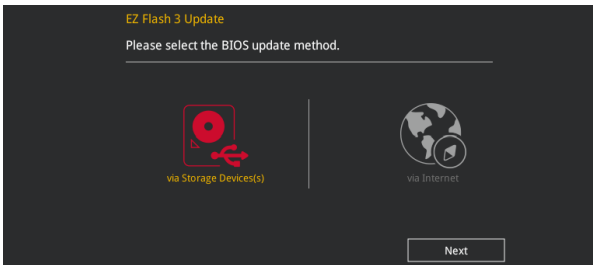 EZ Flash 3 Update
Please select the BIOS update method.
via Storage Devices(s)
via Internet
Next